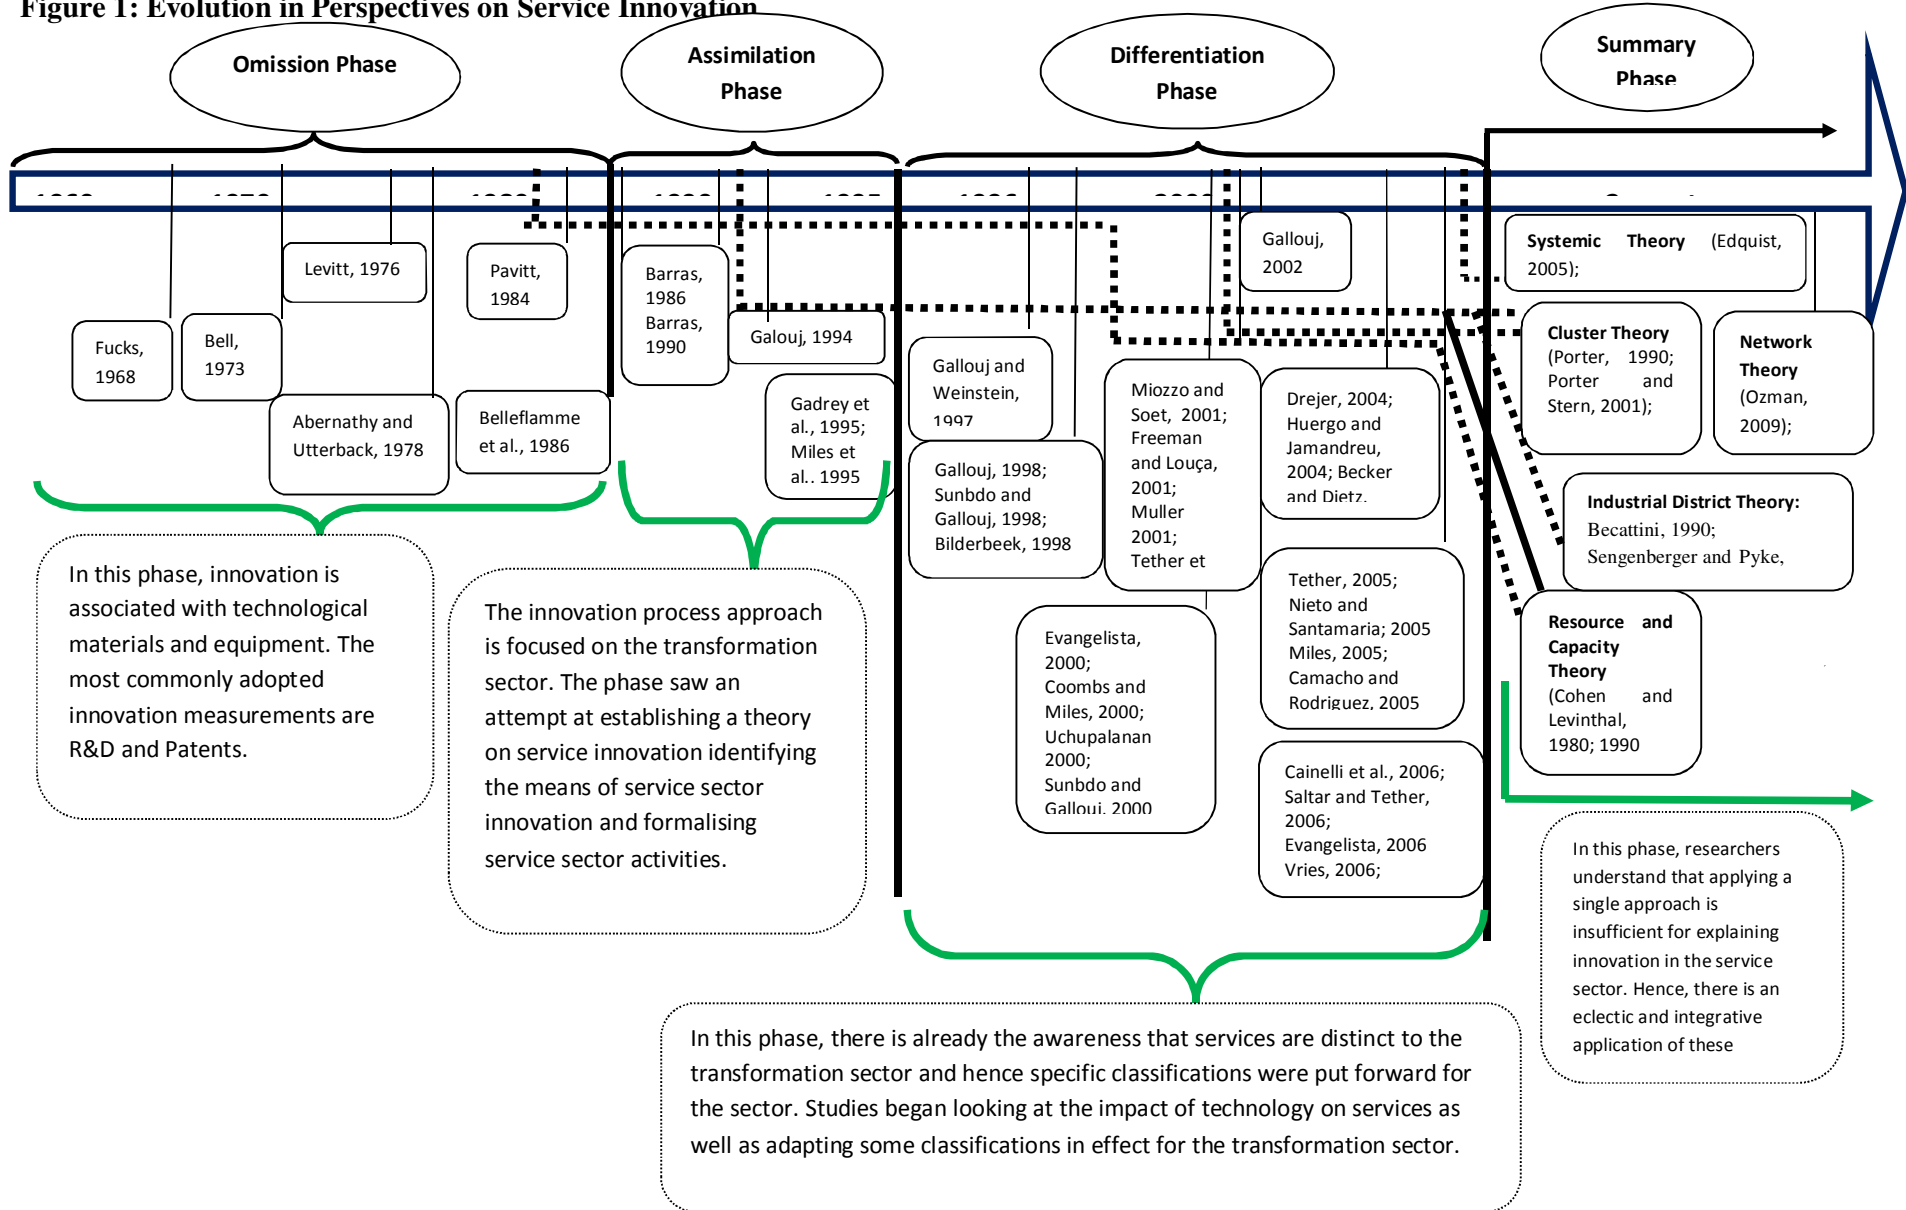 Figure 1: Evolution in Perspectives on Service Innovation
Omission Phase
Assimilation
Phase
Differentiation
Phase
Summary
Phase
Levitt, 1976
Pavitt,
1984
Fucks,
1968
Bell,
1973
Abernathy and
Utterback, 1978
Belleflamme
et al., 1986
Barras,
1986
Barras,
1990
Galouj, 1994
Gadrey et
al., 1995;
Miles et
al., 1995
Gallouj,
2002
Gallouj and
Weinstein,
1997
Gallouj, 1998;
Sunbdo and
Gallouj, 1998;
Bilderbeek, 1998
Miozzo and
Soet, 2001;
Freeman
and Louça,
2001;
Muller
2001;
Tether et
Drejer, 2004;
Huergo and
Jamandreu,
2004; Becker
and Dietz,
Evangelista,
2000;
Coombs and
Miles, 2000;
Uchupalanan
2000;
Sunbdo and
Gallouj, 2000
Tether, 2005;
Nieto and
Santamaria; 2005
Miles, 2005;
Camacho and
Rodriguez, 2005
Cainelli et al., 2006;
Saltar and Tether,
2006;
Evangelista, 2006
Vries, 2006;
Systemic Theory (Edquist,
2005);
Cluster Theory
(Porter, 1990;
Porter and
Stern, 2001);
Network
Theory
(Ozman,
2009);
Industrial District Theory:
Becattini, 1990;
Sengenberger and Pyke,
Resource and
Capacity
Theory
(Cohen and
Levinthal,
1980; 1990
In this phase, innovation is
associated with technological
materials and equipment. The
most commonly adopted
innovation measurements are
R&D and Patents.
The innovation process approach
is focused on the transformation
sector. The phase saw an
attempt at establishing a theory
on service innovation identifying
the means of service sector
innovation and formalising
service sector activities.
In this phase, there is already the awareness that services are distinct to the
transformation sector and hence specific classifications were put forward for
the sector. Studies began looking at the impact of technology on services as
well as adapting some classifications in effect for the transformation sector.
In this phase, researchers
understand that applying a
single approach is
insufficient for explaining
innovation in the service
sector. Hence, there is an
eclectic and integrative
application of these